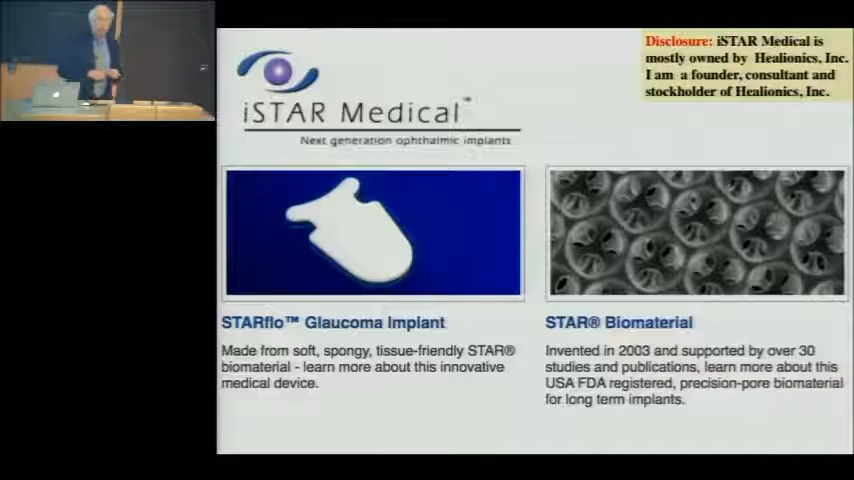 Disclosure: iSTAR Medical is
mostly owned by Healionics, Inc.
I am a founder, consultant and
stockholder of Healionics, Inc.
iSTAR Medical™
Next generation ophthalmic implants
STARflo™ Glaucoma Implant
Made from soft, spongy, tissue-friendly STAR®
biomaterial - learn more about this innovative
medical device.
STAR® Biomaterial
Invented in 2003 and supported by over 30
studies and publications, learn more about this
USA FDA registered, precision-pore biomaterial
for long term implants.